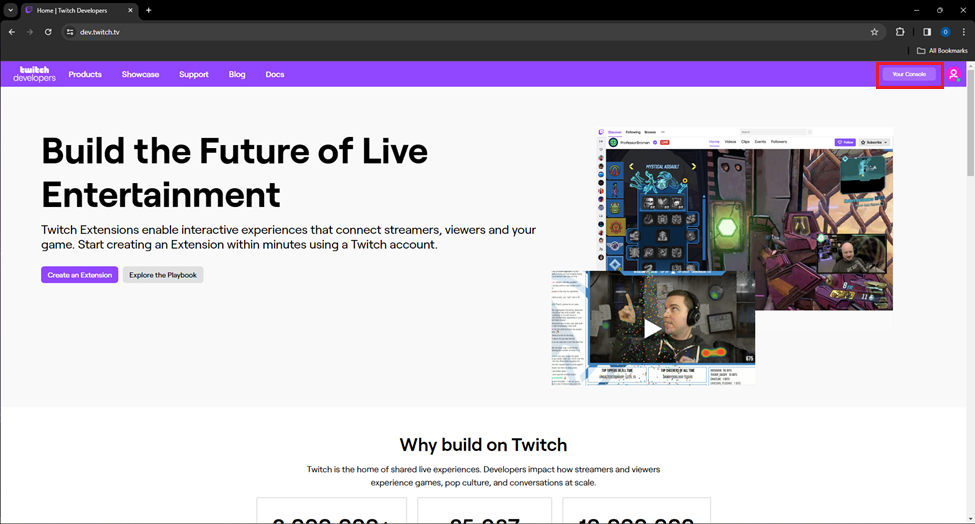 Home | Twitch Developers
dev.twitch.tv
All Bookmarks
twitch
developers
Products
Showcase
Support
Blog
Docs
Your Console
Build the Future of Live
Entertainment
Twitch Extensions enable interactive experiences that connect streamers, viewers and your
game. Start creating an Extension within minutes using a Twitch account.
Create an Extension
Explore the Playbook
Discover
Following
Browse
Search
ProfessorBroman
LIVE
Home
Videos
Clips
Events
Followers
Follow
Subscribe
MYSTICAL ASSAULT
Why build on Twitch
Twitch is the home of shared live experiences. Developers impact how streamers and viewers
experience games, pop culture, and conversations at scale.